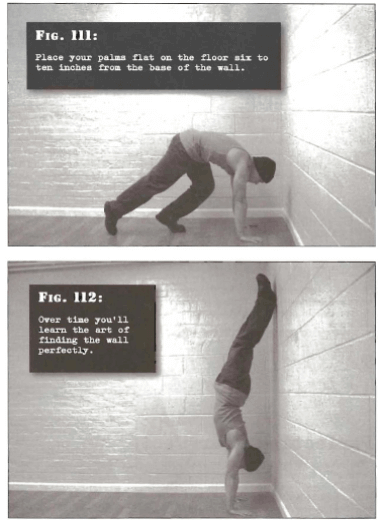 Fig. 111:
Place your palms flat on the floor six to
ten inches from the base of the wall.
Fig. 112:
Over time you'll
learn the art of
finding the wall
perfectly.